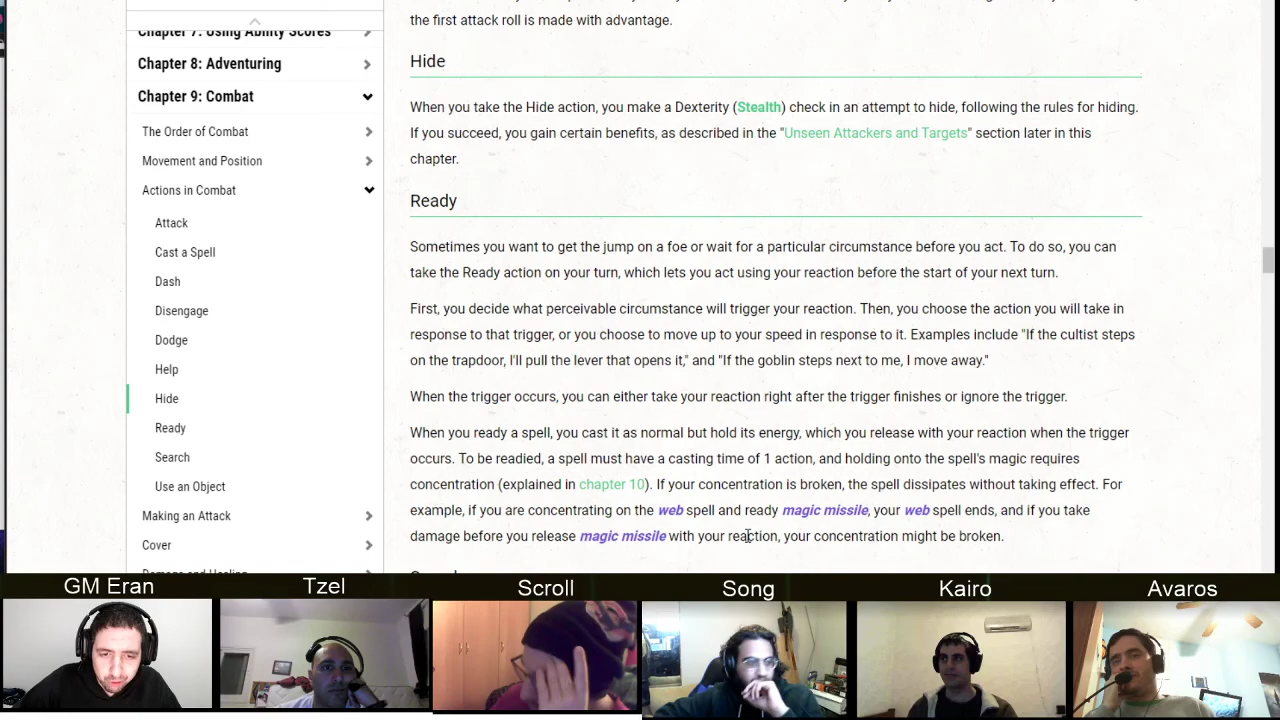 the first attack roll is made with advantage.
Chapter 7: Using Ability Scores
Chapter 8: Adventuring
Chapter 9: Combat
The Order of Combat
Movement and Position
Actions in Combat
Attack
Cast a Spell
Dash
Disengage
Dodge
Help
Hide
Ready
Search
Use an Object
Making an Attack
Cover
Damage and Healing
Hide
When you take the Hide action, you make a Dexterity (Stealth) check in an attempt to hide, following the rules for hiding.
If you succeed, you gain certain benefits, as described in the "Unseen Attackers and Targets" section later in this
chapter.
Ready
Sometimes you want to get the jump on a foe or wait for a particular circumstance before you act. To do so, you can
take the Ready action on your turn, which lets you act using your reaction before the start of your next turn.
First, you decide what perceivable circumstance will trigger your reaction. Then, you choose the action you will take in
response to that trigger, or you choose to move up to your speed in response to it. Examples include "If the cultist steps
on the trapdoor, I'll pull the lever that opens it," and "If the goblin steps next to me, I move away."
When the trigger occurs, you can either take your reaction right after the trigger finishes or ignore the trigger.
When you ready a spell, you cast it as normal but hold its energy, which you release with your reaction when the trigger
occurs. To be readied, a spell must have a casting time of 1 action, and holding onto the spell's magic requires
concentration (explained in chapter 10). If your concentration is broken, the spell dissipates without taking effect. For
example, if you are concentrating on the web spell and ready magic missile, your web spell ends, and if you take
damage before you release magic missile with your reaction, your concentration might be broken.
GM Eran
Tzel
Scroll
Song
Kairo
Avaros